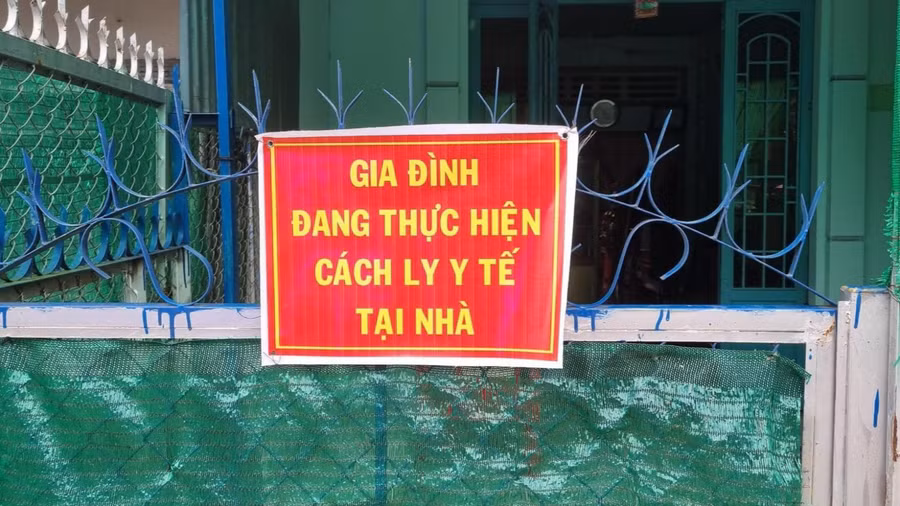 GIA ĐÌNH
ĐANG THỰC HIỆN
CÁCH LY Y TẾ
TẠI NHÀ